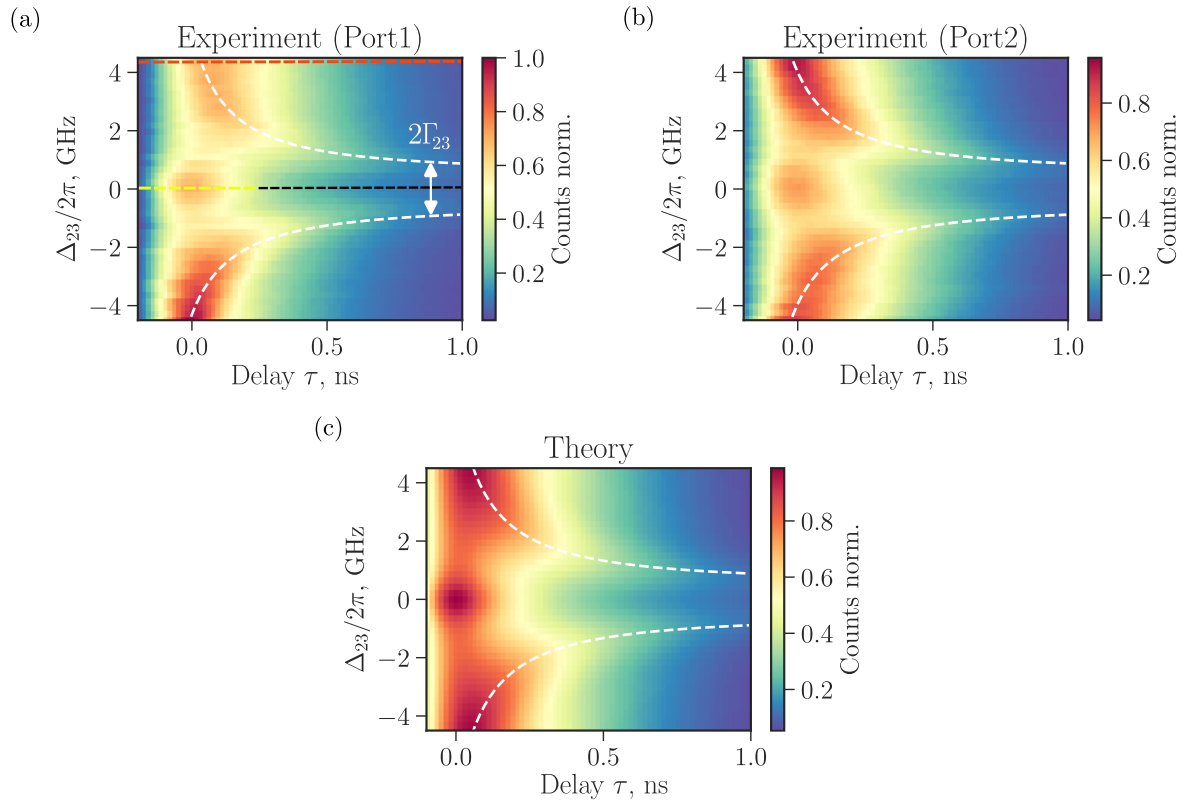 (a)
Experiment (Port1)
Δ₂₃/2π, GHz
4
2
0
−2
−4
2Γ₂₃
0.0
0.5
1.0
Delay τ, ns
1.0
0.8
0.6
0.4
0.2
Counts norm.
(b)
Experiment (Port2)
Δ₂₃/2π, GHz
4
2
0
−2
−4
0.0
0.5
1.0
Delay τ, ns
0.8
0.6
0.4
0.2
Counts norm.
(c)
Theory
Δ₂₃/2π, GHz
4
2
0
−2
−4
0.0
0.5
1.0
Delay τ, ns
0.8
0.6
0.4
0.2
Counts norm.